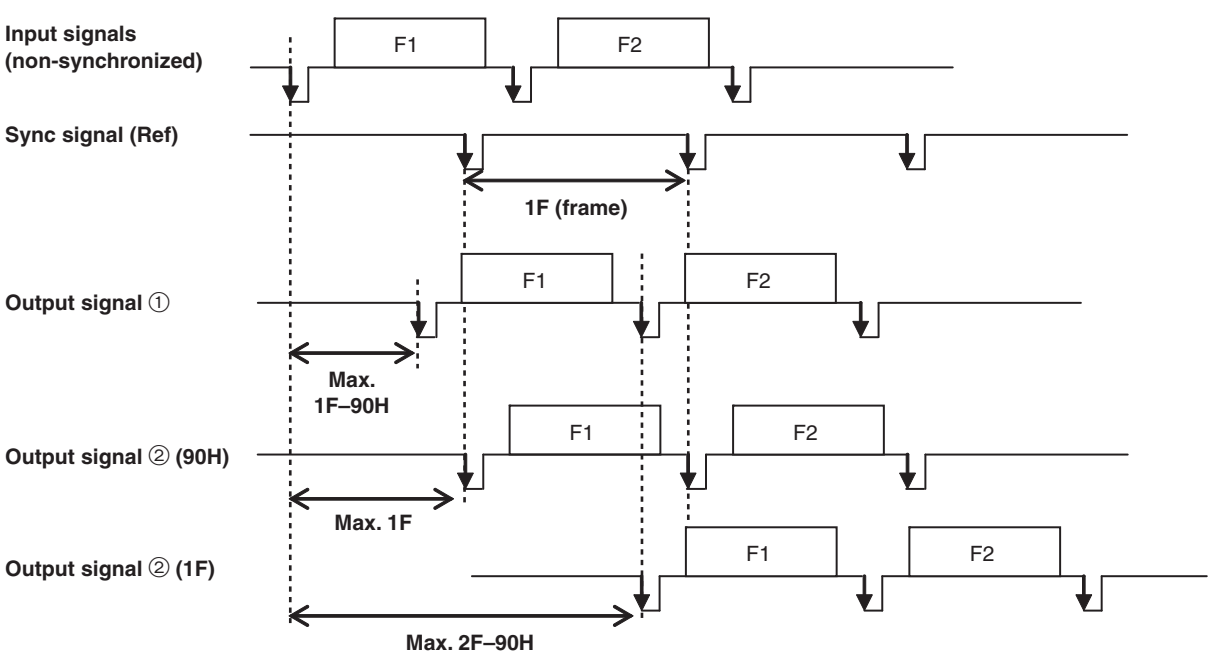 Input signals
(non-synchronized)
F1
F2
Sync signal (Ref)
1F (frame)
Output signal ①
F1
F2
Max.
1F–90H
Output signal ② (90H)
F1
F2
Max. 1F
Output signal ② (1F)
F1
F2
Max. 2F–90H